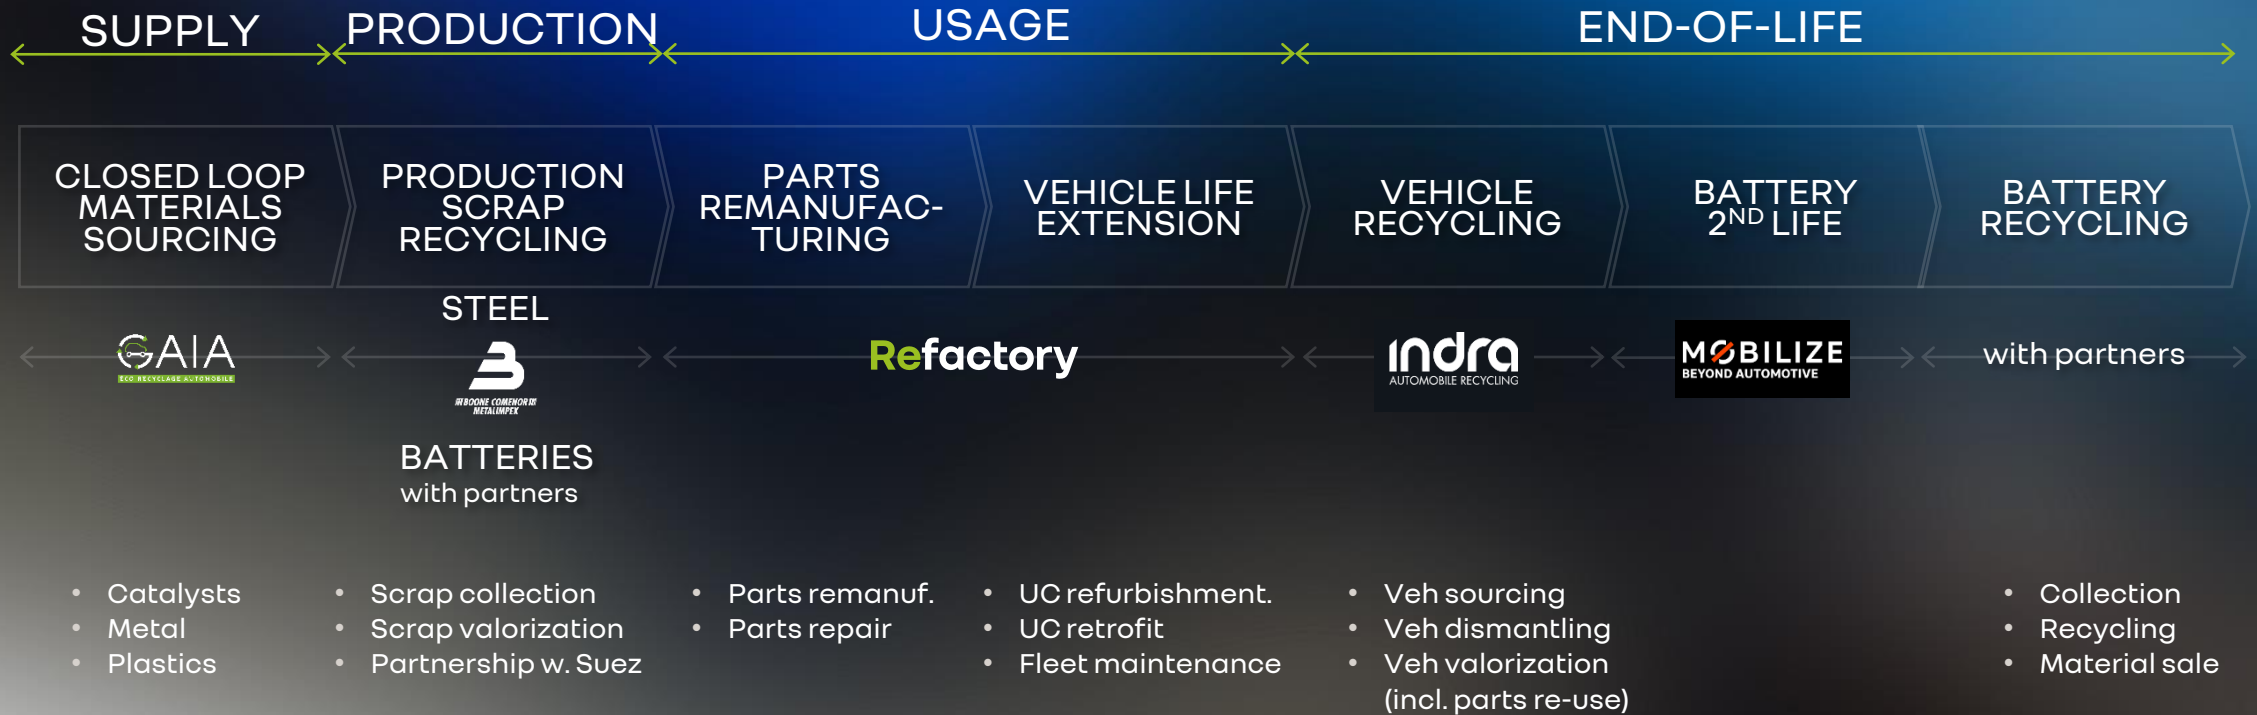 SUPPLY
PRODUCTION
USAGE
END-OF-LIFE
CLOSED LOOP
MATERIALS
SOURCING
PRODUCTION
SCRAP
RECYCLING
PARTS
REMANUFAC-
TURING
VEHICLE LIFE
EXTENSION
VEHICLE
RECYCLING
BATTERY
2ND LIFE
BATTERY
RECYCLING
GAIA
ECO RECYCLAGE AUTOMOBILE
STEEL
BOONE COMENOR
METALIMPEX
BATTERIES
with partners
Refactory
indra
AUTOMOBILE RECYCLING
MOBILIZE
BEYOND AUTOMOTIVE
with partners
• Catalysts
• Metal
• Plastics
• Scrap collection
• Scrap valorization
• Partnership w. Suez
• Parts remanuf.
• Parts repair
• UC refurbishment.
• UC retrofit
• Fleet maintenance
• Veh sourcing
• Veh dismantling
• Veh valorization
(incl. parts re-use)
• Collection
• Recycling
• Material sale